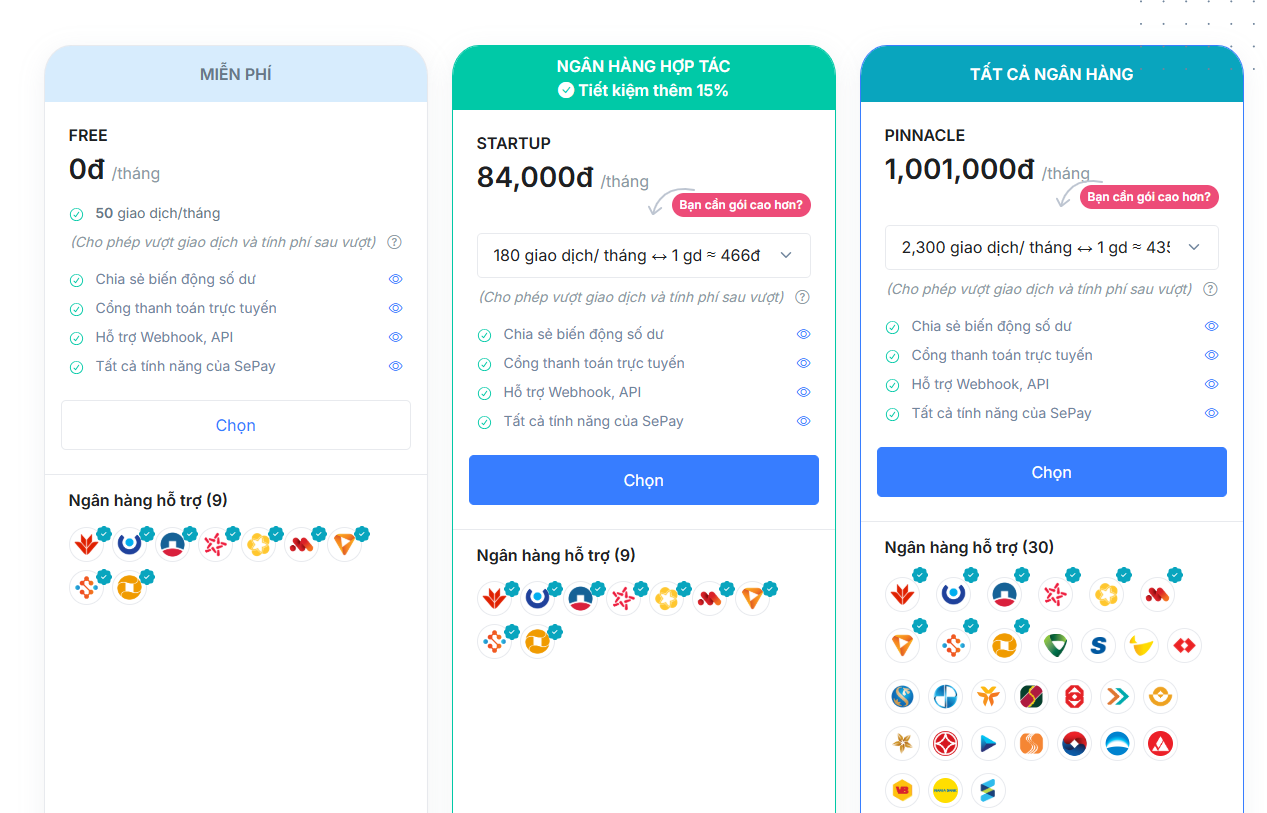 MIỄN PHÍ
FREE
0đ /tháng
50 giao dịch/tháng
(Cho phép vượt giao dịch và tính phí sau vượt) ?
Chia sẻ biến động số dư
Cổng thanh toán trực tuyến
Hỗ trợ Webhook, API
Tất cả tính năng của SePay
Chọn
Ngân hàng hỗ trợ (9)
NGÂN HÀNG HỢP TÁC
Tiết kiệm thêm 15%
STARTUP
84,000đ /tháng
Bạn cần gói cao hơn?
180 giao dịch/ tháng ↔ 1 gd ≈ 466đ
(Cho phép vượt giao dịch và tính phí sau vượt) ?
Chia sẻ biến động số dư
Cổng thanh toán trực tuyến
Hỗ trợ Webhook, API
Tất cả tính năng của SePay
Chọn
Ngân hàng hỗ trợ (9)
TẤT CẢ NGÂN HÀNG
PINNACLE
1,001,000đ /tháng
Bạn cần gói cao hơn?
2,300 giao dịch/ tháng ↔ 1 gd ≈ 435
(Cho phép vượt giao dịch và tính phí sau vượt) ?
Chia sẻ biến động số dư
Cổng thanh toán trực tuyến
Hỗ trợ Webhook, API
Tất cả tính năng của SePay
Chọn
Ngân hàng hỗ trợ (30)
VB